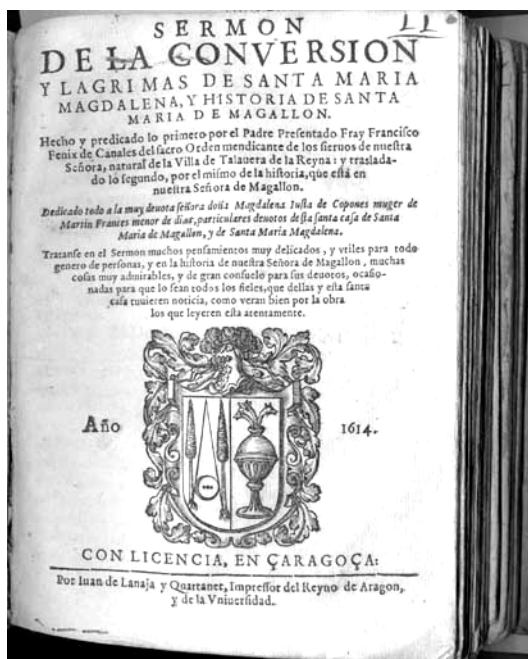 11
SERMON
DE LA CONVERSION
Y LAGRIMAS DE SANTA MARIA
MAGDALENA, Y HISTORIA DE SANTA
MARIA DE MAGALLON.
Hecho y predicado lo primero por el Padre Presentado Fray Francisco
Fenix de Canales del sacro Orden mendicante de los sieruos de nuestra
Señora, natural de la Villa de Talauera de la Reyna: y traslada-
do lo segundo, por el mismo de la historia, que está en
nuestra Señora de Magallon.
Dedicado todo a la muy deuota señora doña Magdalena Iusta de Copones muger de
Martin Frances menor de dias, particulares deuotos desta santa casa de Santa
Maria de Magallon, y de Santa Maria Magdalena.
Tratanse en el Sermon muchos pensamientos muy delicados, y vtiles para todo
genero de personas, y en la historia de nuestra Señora de Magallon, muchas
cosas muy admirables, y de gran consuelo para sus deuotos, ocasio-
nadas para que lo sean todos los fieles, que dellas y esta santa
casa tuuieren noticia, como veran bien por la obra
los que leyeren esta atentamente.
Año 1614.
CON LICENCIA, EN ÇARAGOÇA:
Por Iuan de Lanaja y Quartanet, Impressor del Reyno de Aragon,
y de la Vniuersidad.